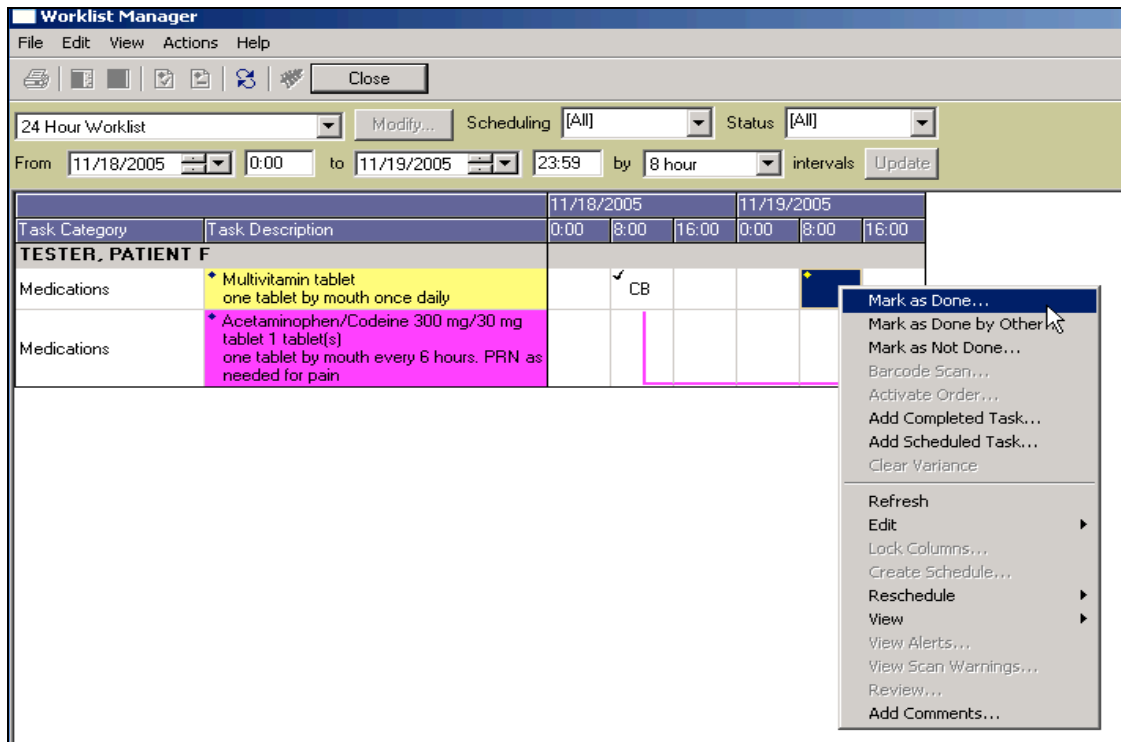 Worklist Manager
File Edit View Actions Help
Close
24 Hour Worklist Modify... Scheduling [All] Status [All]
From 11/18/2005 0:00 to 11/19/2005 23:59 by 8 hour intervals Update
11/18/2005 11/19/2005
Task Category Task Description 0:00 8:00 16:00 0:00 8:00 16:00
TESTER, PATIENT F
Medications Multivitamin tablet CB
one tablet by mouth once daily
Medications Acetaminophen/Codeine 300 mg/30 mg
tablet 1 tablet(s)
one tablet by mouth every 6 hours. PRN as
needed for pain
Mark as Done...
Mark as Done by Other
Mark as Not Done...
Barcode Scan...
Activate Order...
Add Completed Task...
Add Scheduled Task...
Clear Variance
Refresh
Edit
Lock Columns...
Create Schedule...
Reschedule
View
View Alerts...
View Scan Warnings...
Review...
Add Comments...